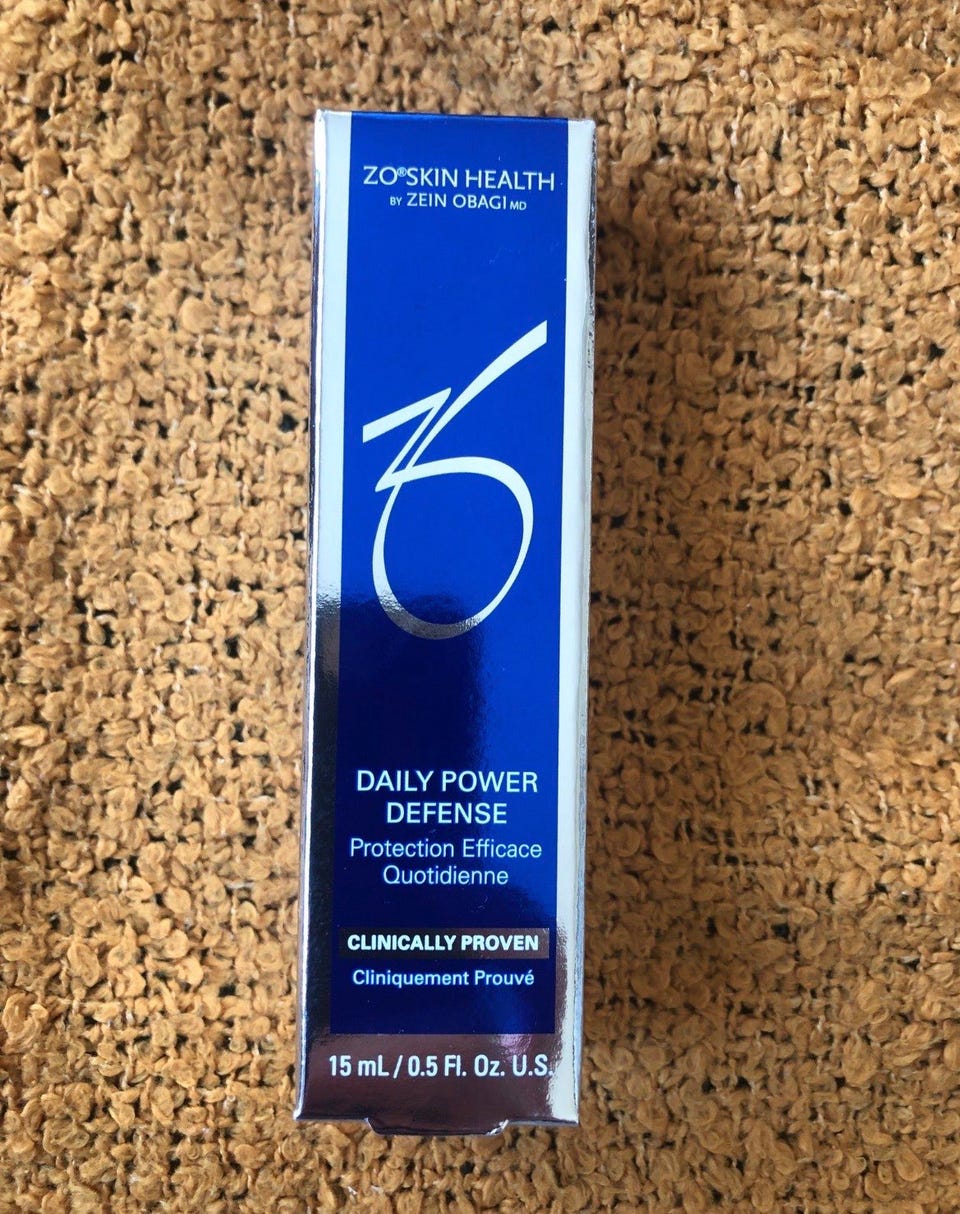 ZO®SKIN HEALTH
BY ZEIN OBAGI MD
DAILY POWER
DEFENSE
Protection Efficace
Quotidienne
CLINICALLY PROVEN
Cliniquement Prouvé
15 mL / 0.5 Fl. Oz. U.S.